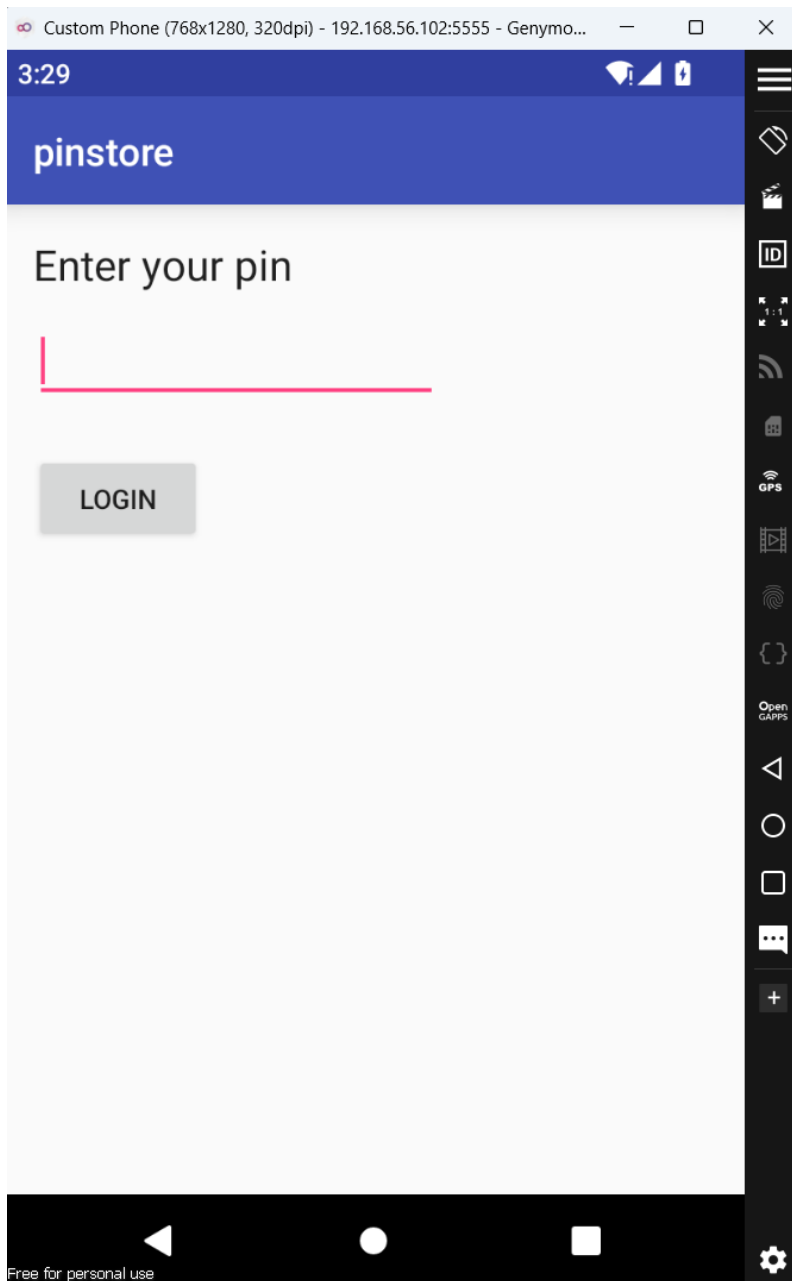 Custom Phone (768x1280, 320dpi) - 192.168.56.102:5555 - Genymo...
3:29
pinstore
Enter your pin
LOGIN
ID
1:1
GPS
Open
GAPPS
Free for personal use